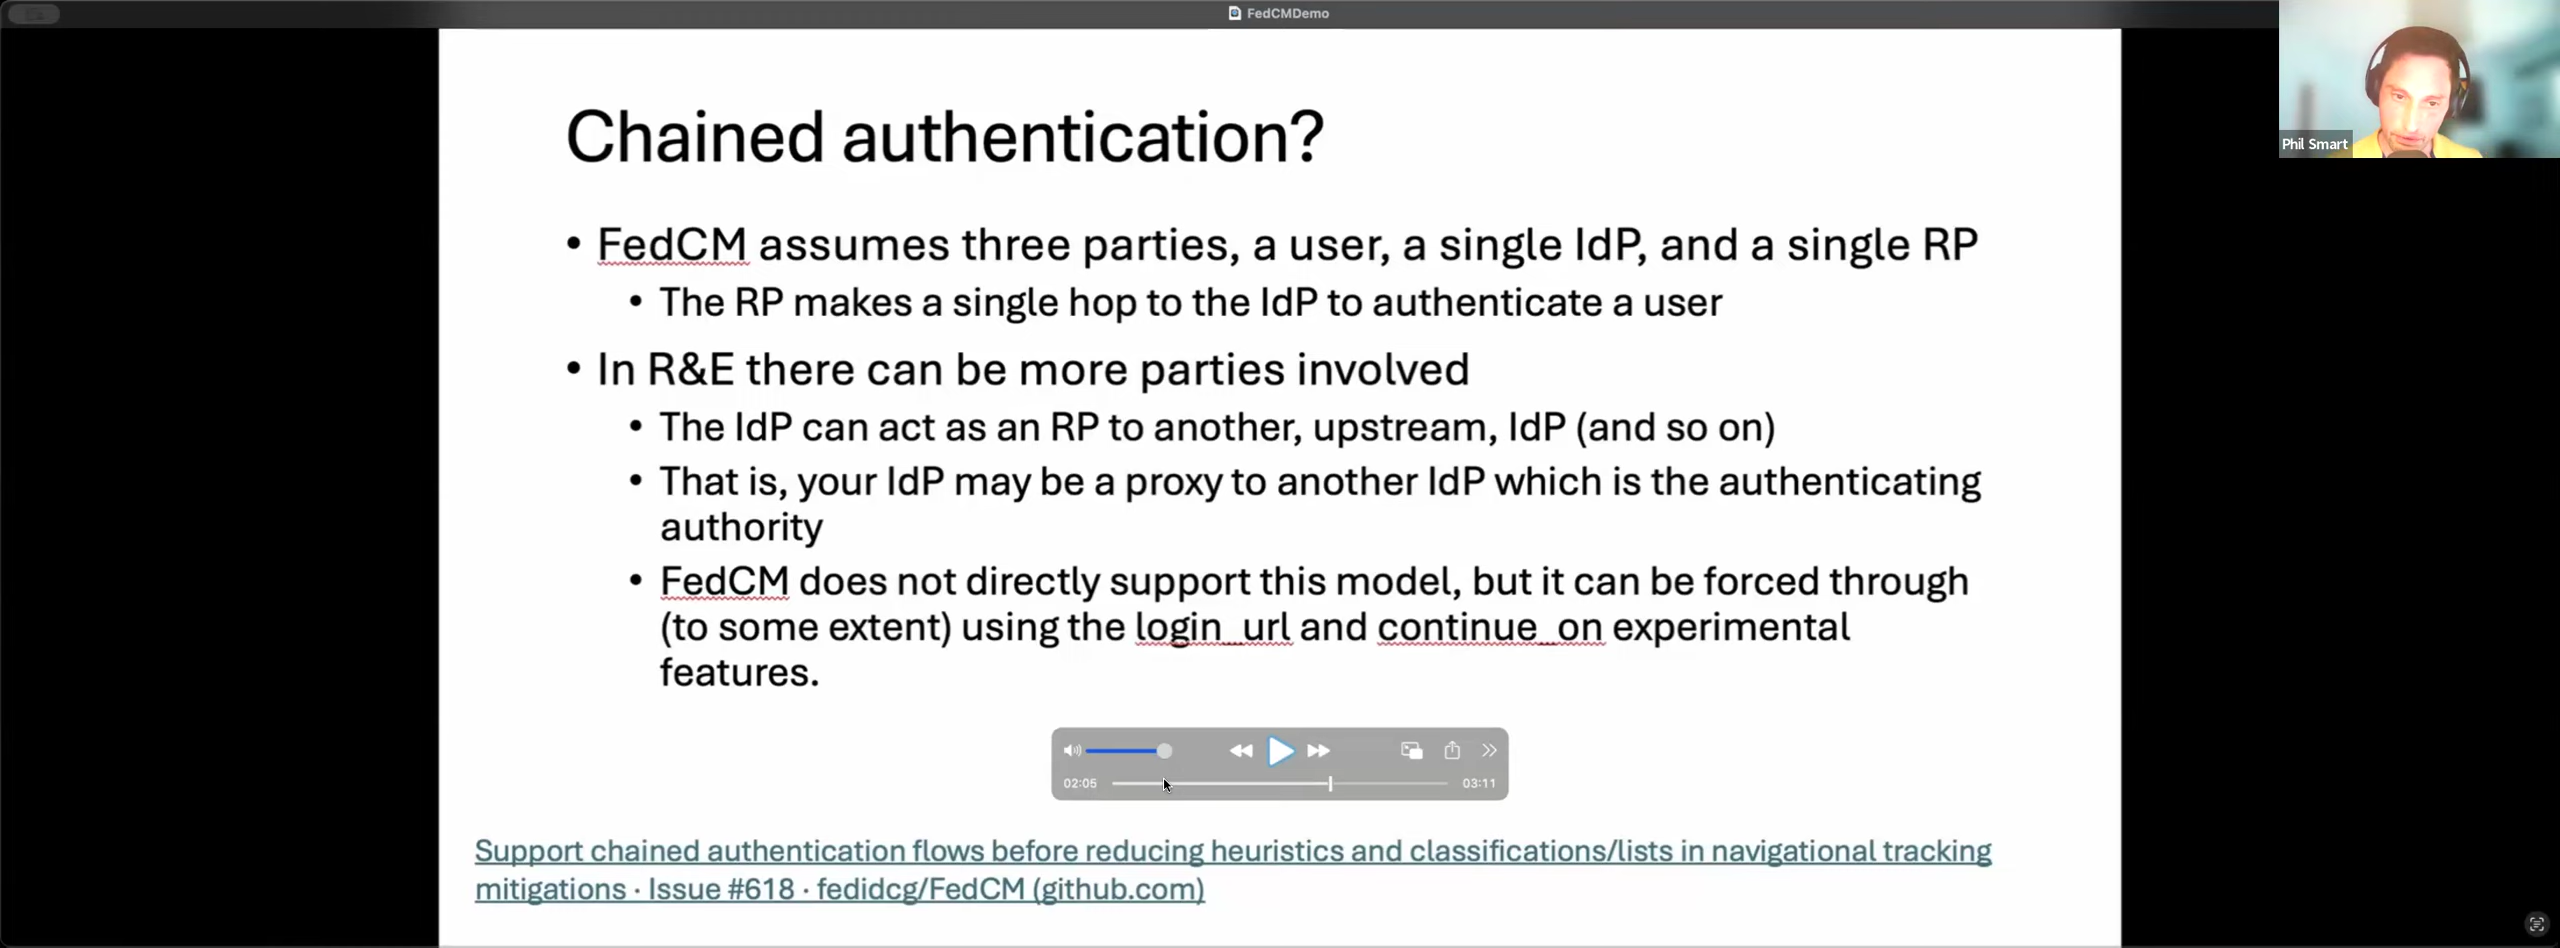 FedCMDemo
Phil Smart
Chained authentication?
• FedCM assumes three parties, a user, a single IdP, and a single RP
• The RP makes a single hop to the IdP to authenticate a user
• In R&E there can be more parties involved
• The IdP can act as an RP to another, upstream, IdP (and so on)
• That is, your IdP may be a proxy to another IdP which is the authenticating
authority
• FedCM does not directly support this model, but it can be forced through
(to some extent) using the login_url and continue_on experimental
features.
02:05
03:11
Support chained authentication flows before reducing heuristics and classifications/lists in navigational tracking
mitigations · Issue #618 · fedidcg/FedCM (github.com)